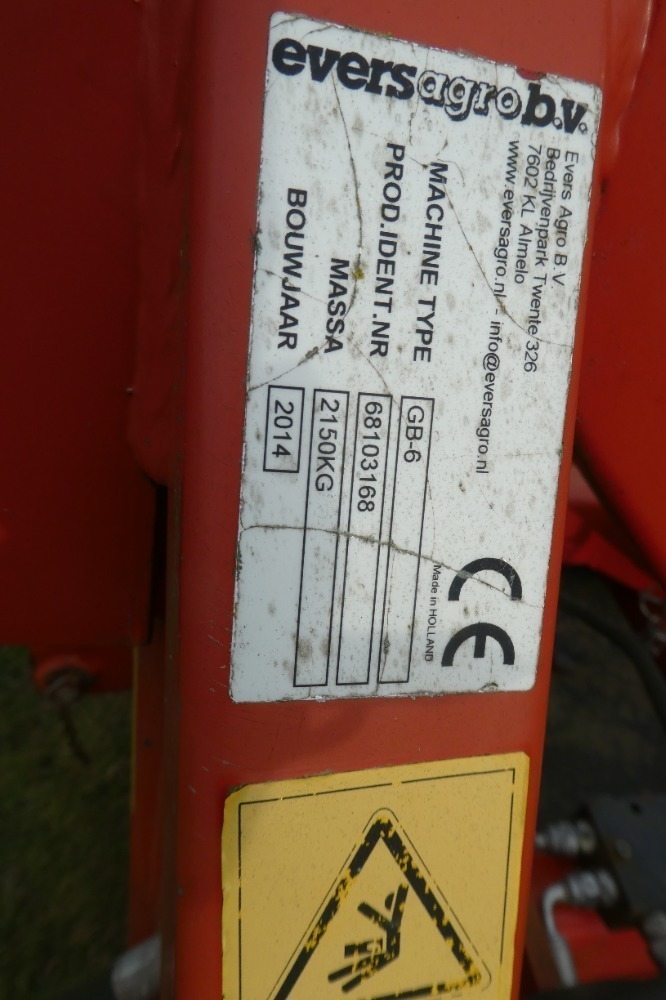 eversagro b.v.
Evers Agro B.V
Bedrijvenpark Twente 326
7602 KL Almelo
www.eversagro.nl - info@eversagro.nl
MACHINE TYPE GB-6
PROD.IDENT.NR 68103168
MASSA 2150KG
BOUWJAAR 2014
CE
Made in HOLLAND